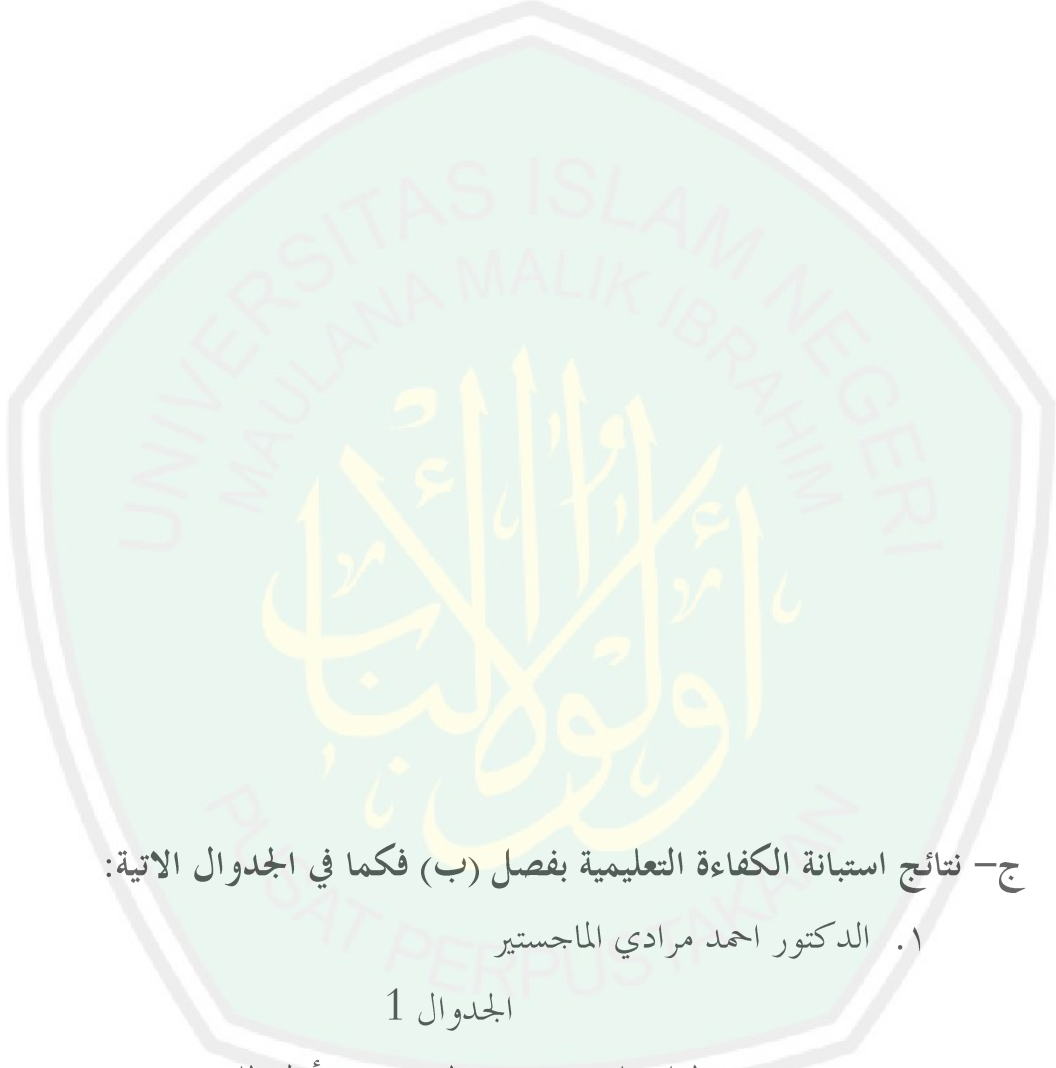 UNIVERSITAS ISLAM NEGERI
MAULANA MALIK IBRAHIM
PUSAT PERPUSTAKAAN
ج– نتائج استبانة الكفاءة التعليمية بفصل (ب) فكما في الجدوال الاتية:
١. الدكتور احمد مرادي الماجستير
الجدوال 1